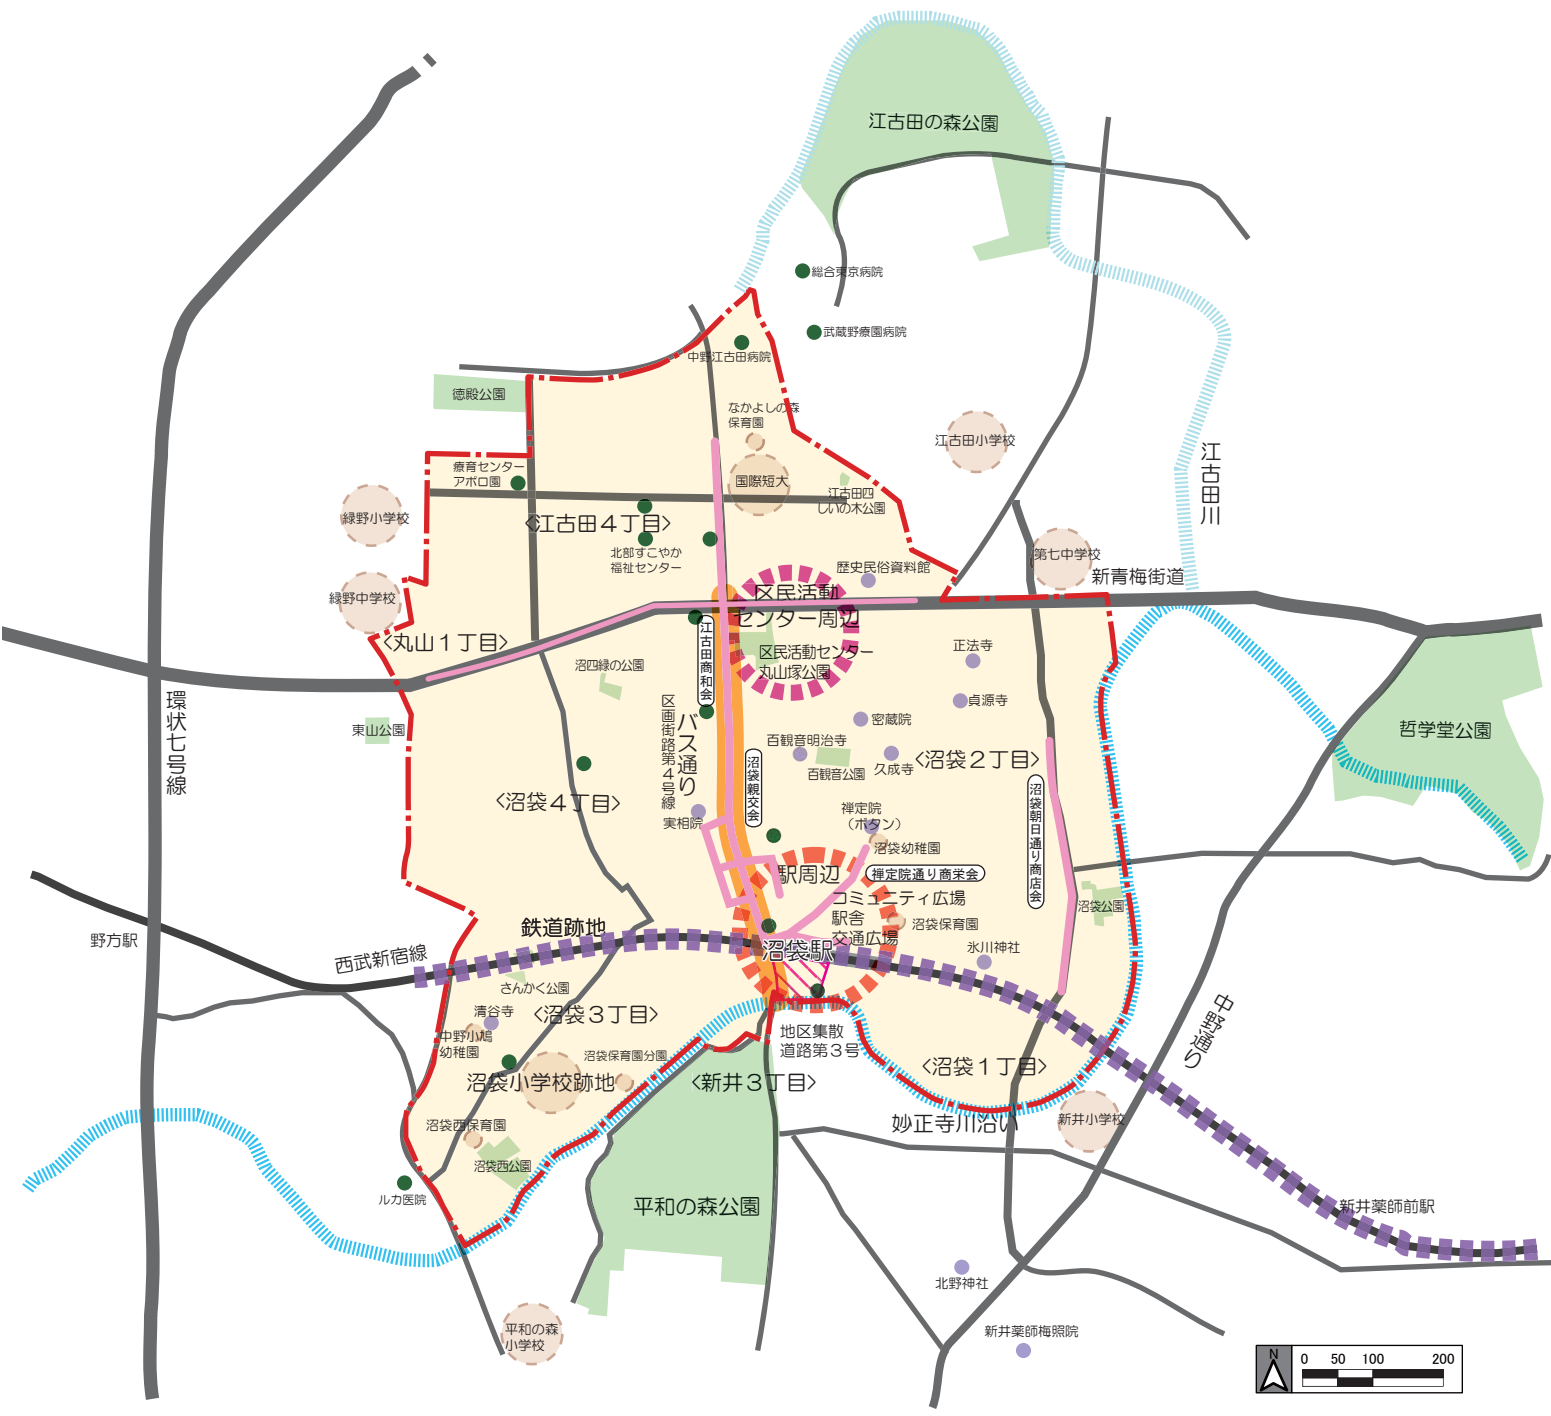 江古田の森公園
総合東京病院
武蔵野療園病院
中野江古田病院
徳殿公園
なかよしの森
保育園
江古田小学校
江古田川
療育センター
アポロ園
国際短大
江古田四
しいの木公園
緑野小学校
〈江古田４丁目〉
北部すこやか
福祉センター
歴史民俗資料館
第七中学校
新青梅街道
緑野中学校
区民活動
センター周辺
〈丸山１丁目〉
江古田商和会
区民活動センター
丸山塚公園
正法寺
沼四緑の公園
貞源寺
環状七号線
区画街路第４号線
バス通り
密蔵院
東山公園
百観音明治寺
哲学堂公園
百観音公園
久成寺
〈沼袋２丁目〉
沼袋親交会
沼袋朝日通り商店会
〈沼袋４丁目〉
実相院
禅定院
（ボタン）
沼袋幼稚園
駅周辺
禅定院通り商栄会
コミュニティ広場
駅舎
交通広場
沼袋公園
沼袋保育園
鉄道跡地
野方駅
西武新宿線
沼袋駅
氷川神社
さんかく公園
清谷寺
〈沼袋３丁目〉
中野通り
中野小鳩
幼稚園
地区集散
道路第３号
沼袋保育園分園
〈沼袋１丁目〉
沼袋小学校跡地
〈新井３丁目〉
妙正寺川沿い
新井小学校
沼袋西保育園
沼袋西公園
ルカ医院
平和の森公園
新井薬師前駅
北野神社
平和の森
小学校
新井薬師梅照院
N
0 50 100 200